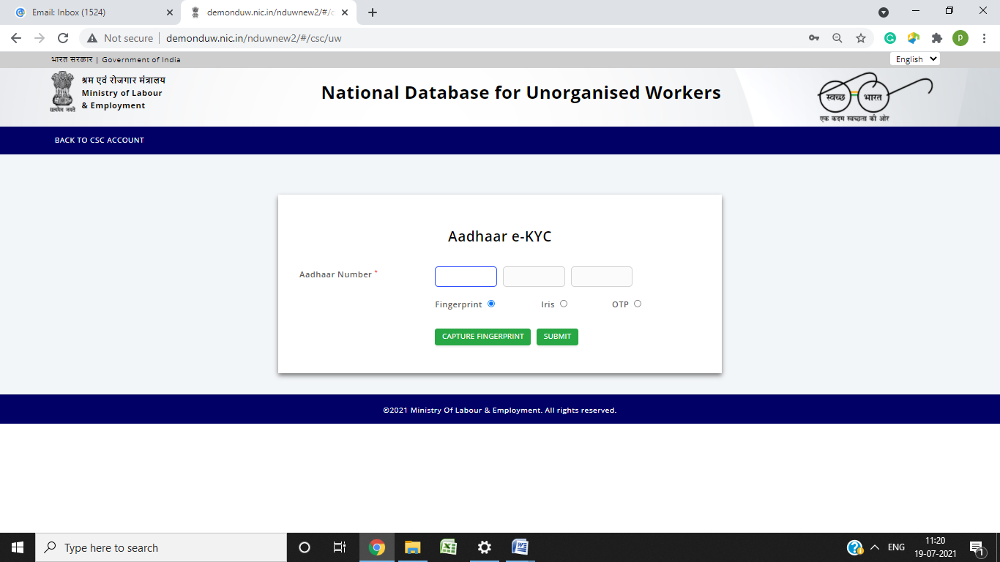 Email: Inbox (1524)
demonduw.nic.in/nduwnew2/#/c
Not secure
demonduw.nic.in/nduwnew2/#/csc/uw
p
भारत सरकार | Government of India
English
श्रम एवं रोजगार मंत्रालय
Ministry of Labour
& Employment
सत्यमेव जयते
National Database for Unorganised Workers
स्वच्छ भारत
एक कदम स्वच्छता की ओर
BACK TO CSC ACCOUNT
Aadhaar e-KYC
Aadhaar Number *
Fingerprint Iris OTP
CAPTURE FINGERPRINT SUBMIT
©2021 Ministry Of Labour & Employment. All rights reserved.
Type here to search
ENG
11:20
19-07-2021
1